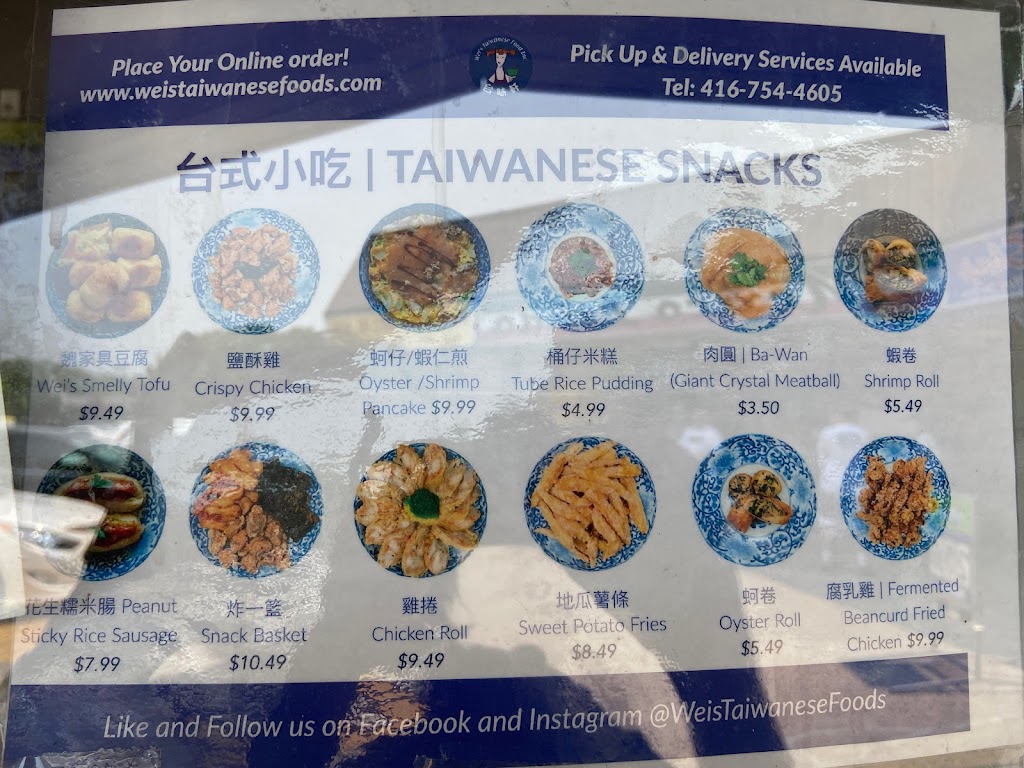 Place Your Online order!
www.weistaiwanesefoods.com
Pick Up & Delivery Services Available
Tel: 416-754-4605
台式小吃 | TAIWANESE SNACKS
魏家臭豆腐
Wei's Smelly Tofu
$9.49
鹽酥雞
Crispy Chicken
$9.99
蚵仔/蝦仁煎
Oyster /Shrimp
Pancake $9.99
桶仔米糕
Tube Rice Pudding
$4.99
肉圓 | Ba-Wan
(Giant Crystal Meatball)
$3.50
蝦卷
Shrimp Roll
$5.49
花生糯米腸 Peanut
Sticky Rice Sausage
$7.99
炸一籃
Snack Basket
$10.49
雞捲
Chicken Roll
$9.49
地瓜薯條
Sweet Potato Fries
$8.49
蚵卷
Oyster Roll
$5.49
腐乳雞 | Fermented
Beancurd Fried
Chicken $9.99
Like and Follow us on Facebook and Instagram @WeisTaiwaneseFoods